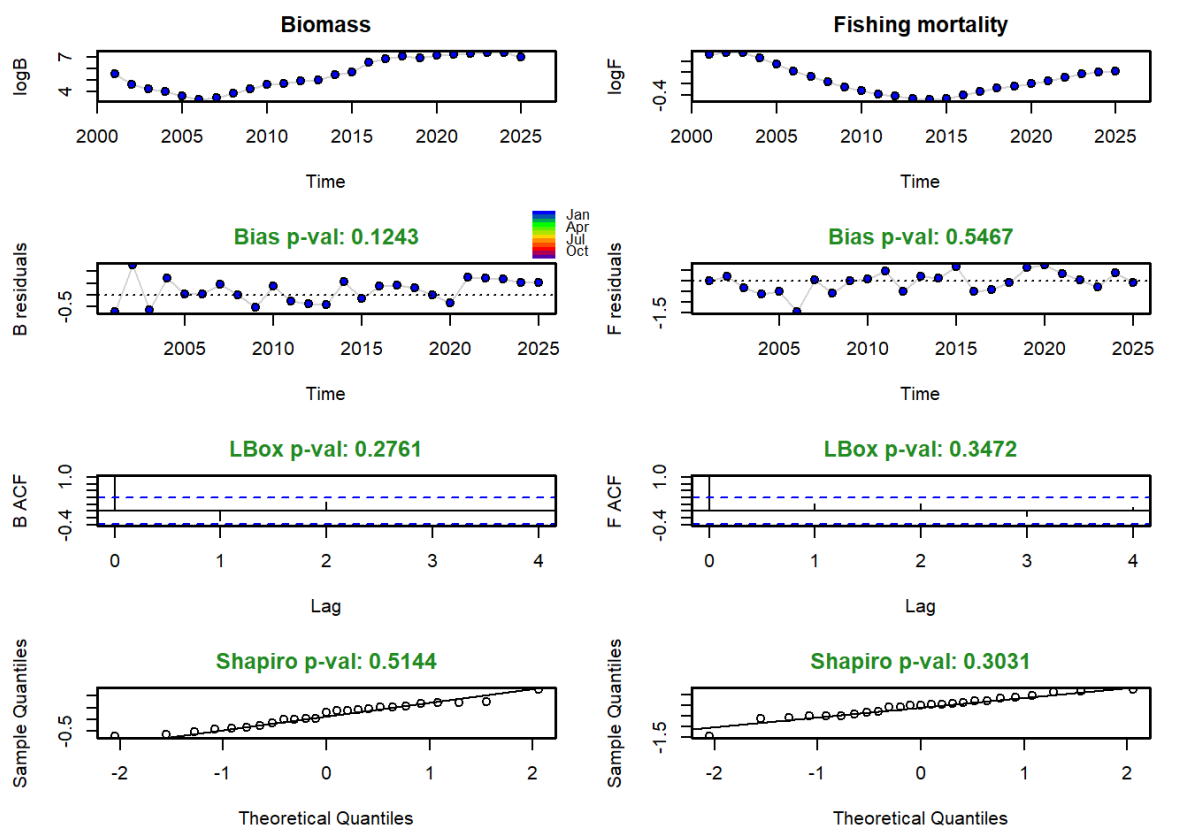 Biomass
Fishing mortality
logB
7
4
2000 2005 2010 2015 2020 2025
Time
logF
-0.4
2000 2005 2010 2015 2020 2025
Time
Jan
Apr
Jul
Oct
Bias p-val: 0.1243
B residuals
-0.5
2005 2010 2015 2020 2025
Time
Bias p-val: 0.5467
F residuals
-1.5
2005 2010 2015 2020 2025
Time
LBox p-val: 0.2761
B ACF
1.0
-0.4
0 1 2 3 4
Lag
LBox p-val: 0.3472
F ACF
1.0
-0.4
0 1 2 3 4
Lag
Shapiro p-val: 0.5144
Sample Quantiles
-0.5
-2 -1 0 1 2
Theoretical Quantiles
Shapiro p-val: 0.3031
Sample Quantiles
-1.5
-2 -1 0 1 2
Theoretical Quantiles